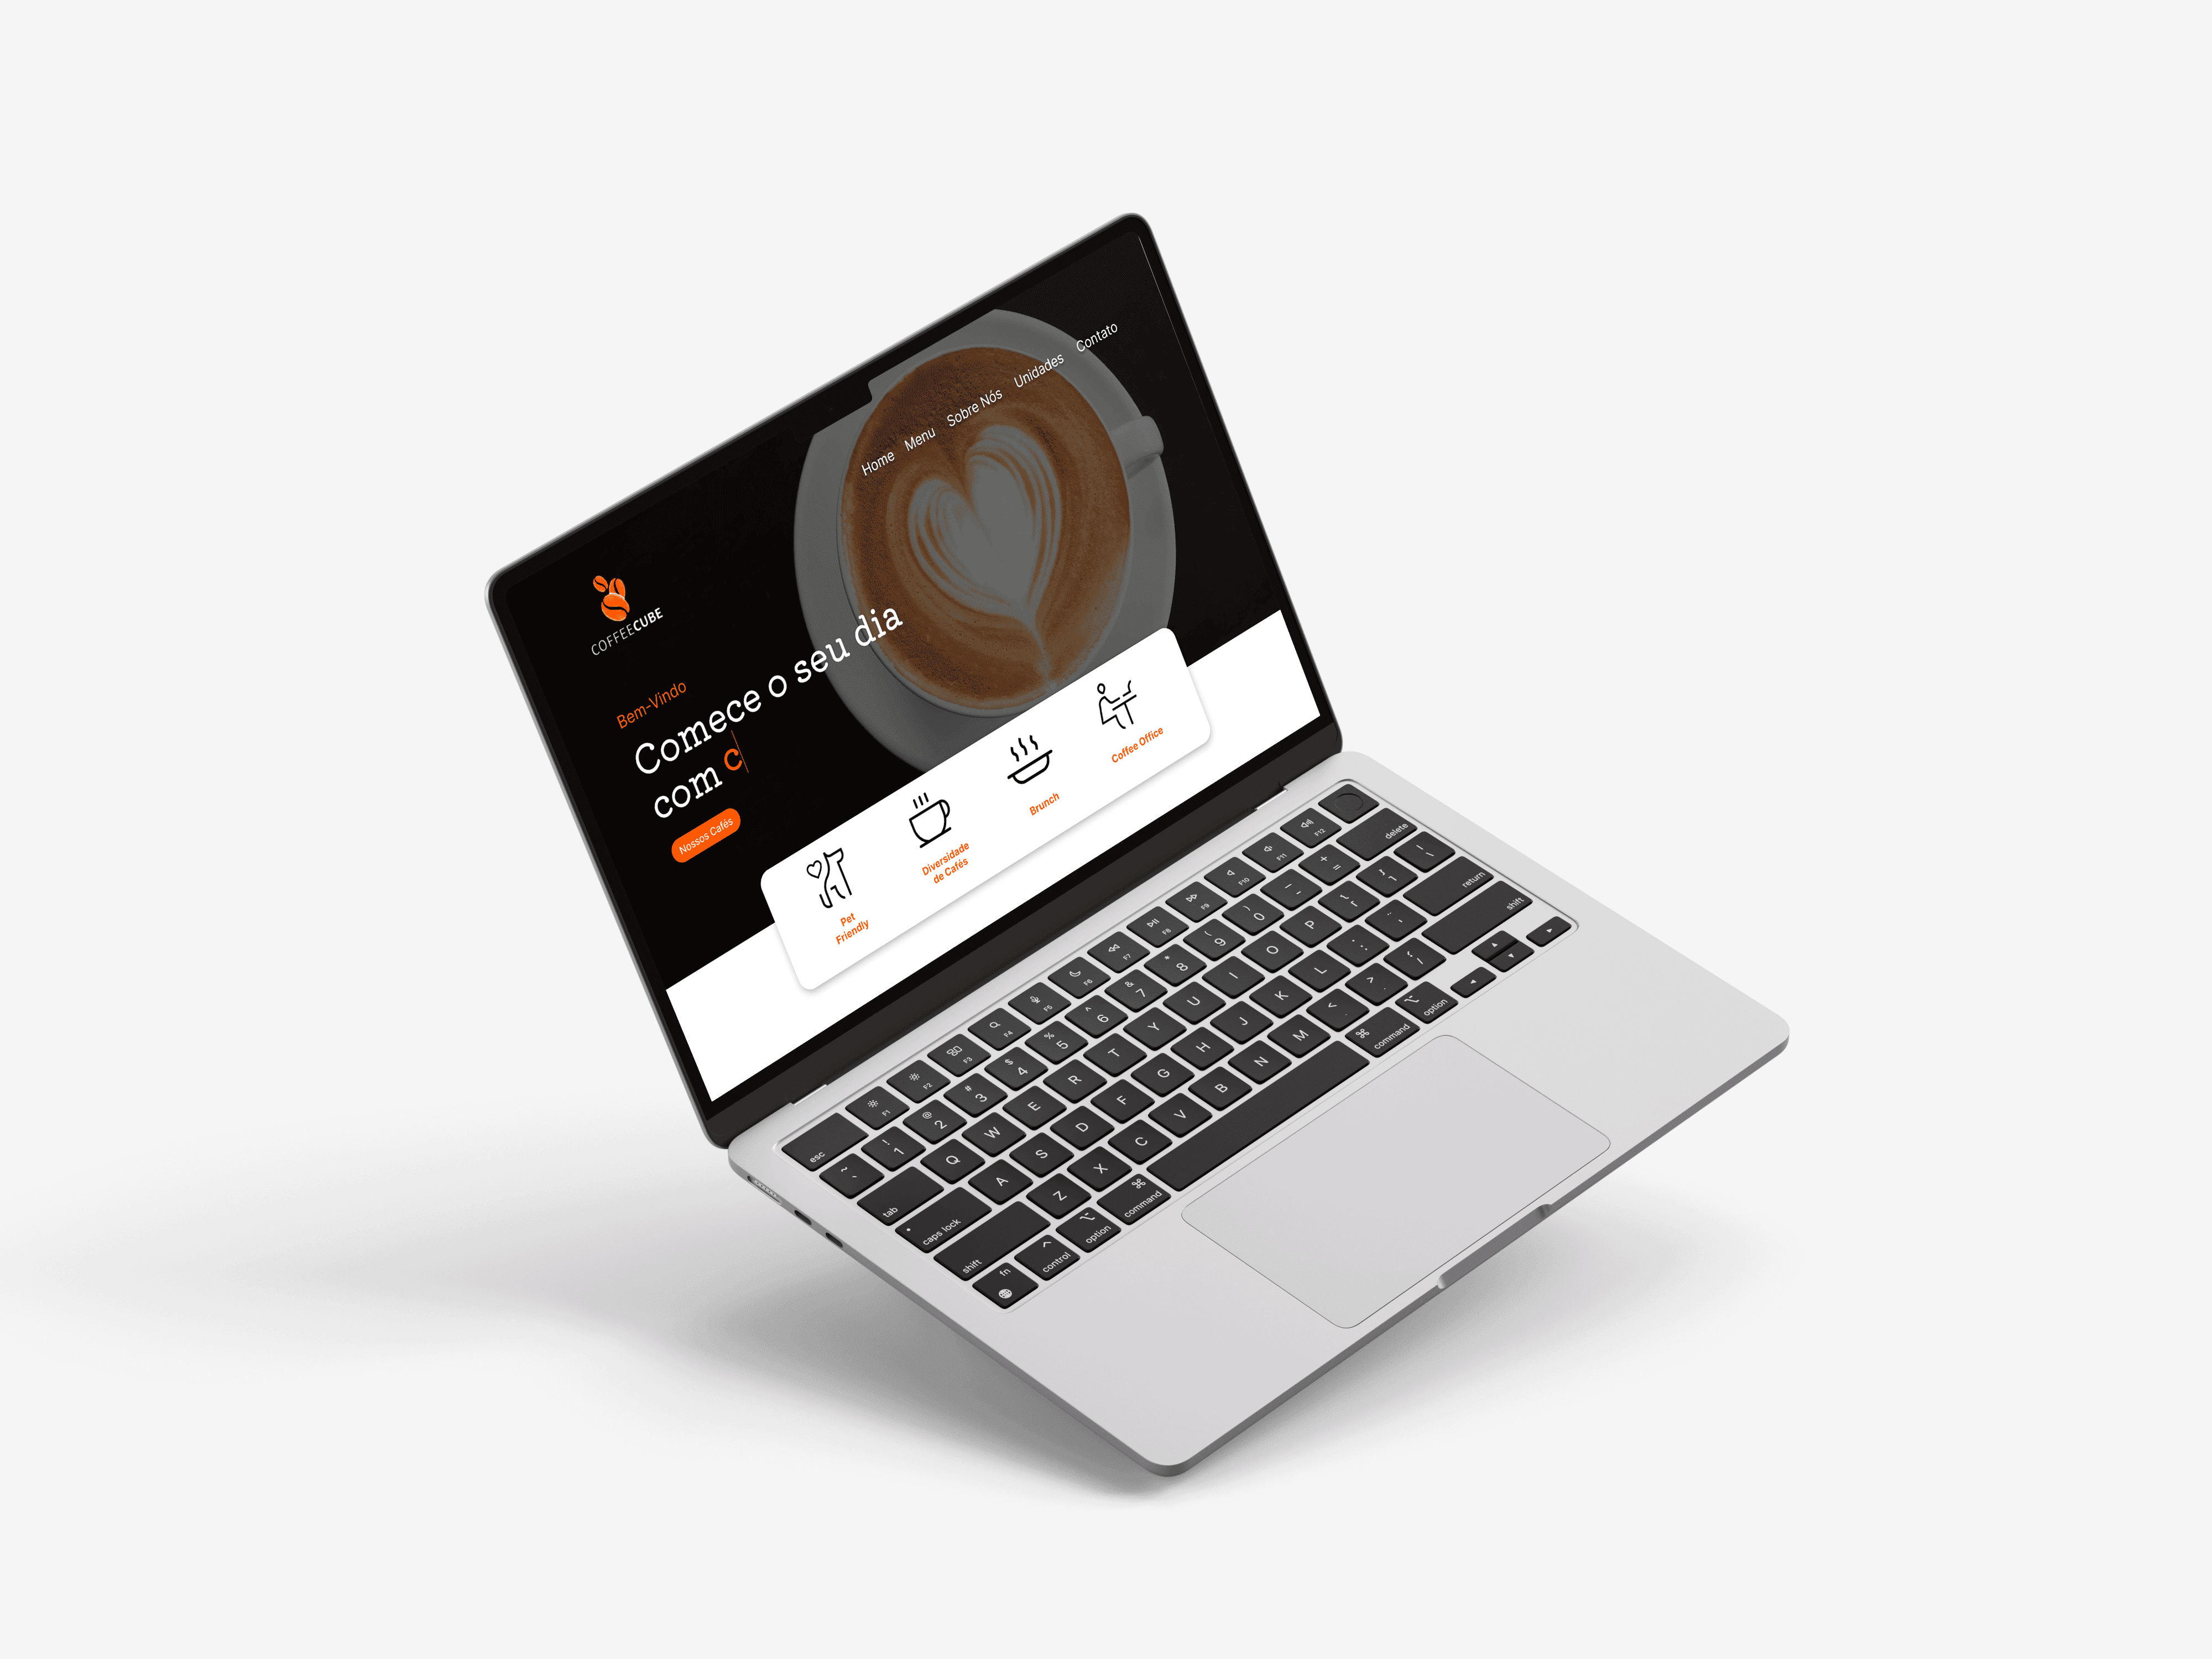 Home Menu Sobre Nós Unidades Contato
COFFEECUBE
Bem-Vindo
Comece o seu dia
com c|
Nossos Cafés
Pet
Friendly
Diversidade
de Cafés
Brunch
Coffee Office
esc F1 F2 F3 F4 F5 F6 F7 F8 F9 F10 F11 F12
~ ` ! 1 @ 2 # 3 $ 4 % 5 ^ 6 & 7 * 8 ( 9 ) 0 _ - + = delete
tab Q W E R T Y U I O P { [ } ] | \
caps lock A S D F G H J K L : ; " ' return
shift Z X C V B N M < , > . ? / shift
fn control option command command option